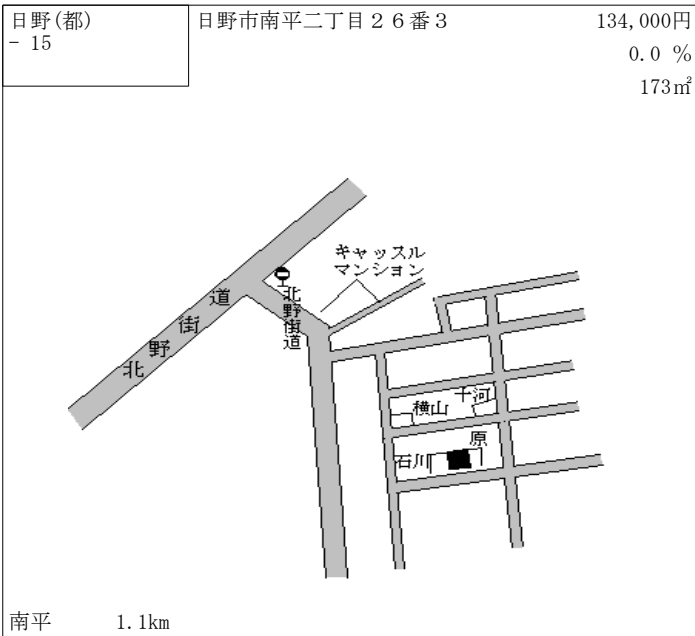 日野(都)
- 15
日野市南平二丁目２６番３
134,000円
0.0 %
173㎡
キャッスル
マンション
北野街道
北野街道
十河
横山
原
石川
南平 1.1km